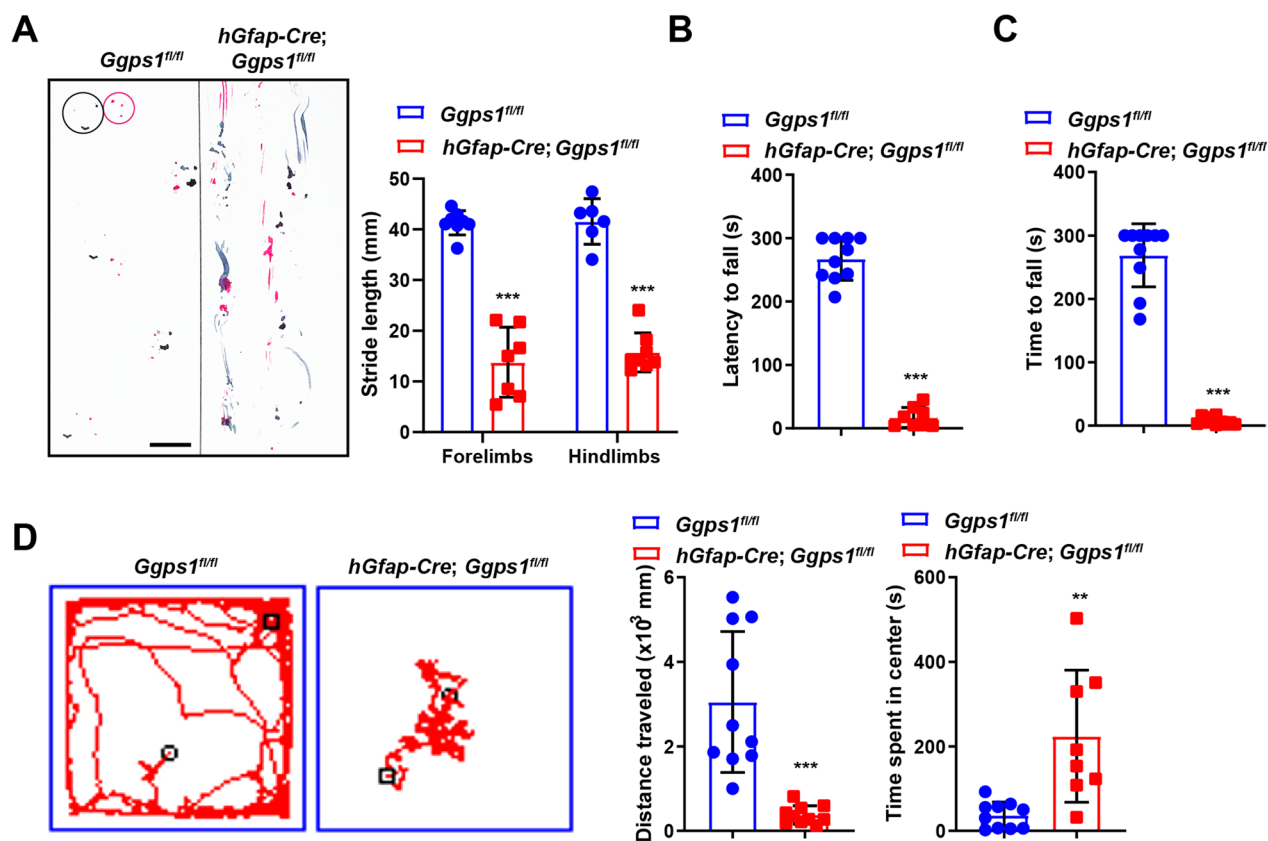 A
Ggps1fl/fl
hGfap-Cre;
Ggps1fl/fl
Ggps1fl/fl
hGfap-Cre; Ggps1fl/fl
Stride length (mm)
50
40
30
20
10
0
***
***
Forelimbs
Hindlimbs
B
Ggps1fl/fl
hGfap-Cre; Ggps1fl/fl
Latency to fall (s)
400
300
200
100
0
***
C
Ggps1fl/fl
hGfap-Cre; Ggps1fl/fl
Time to fall (s)
400
300
200
100
0
***
D
Ggps1fl/fl
hGfap-Cre; Ggps1fl/fl
Ggps1fl/fl
hGfap-Cre; Ggps1fl/fl
Distance traveled (x10³ mm)
6
4
2
0
***
Ggps1fl/fl
hGfap-Cre; Ggps1fl/fl
Time spent in center (s)
600
400
200
0
**